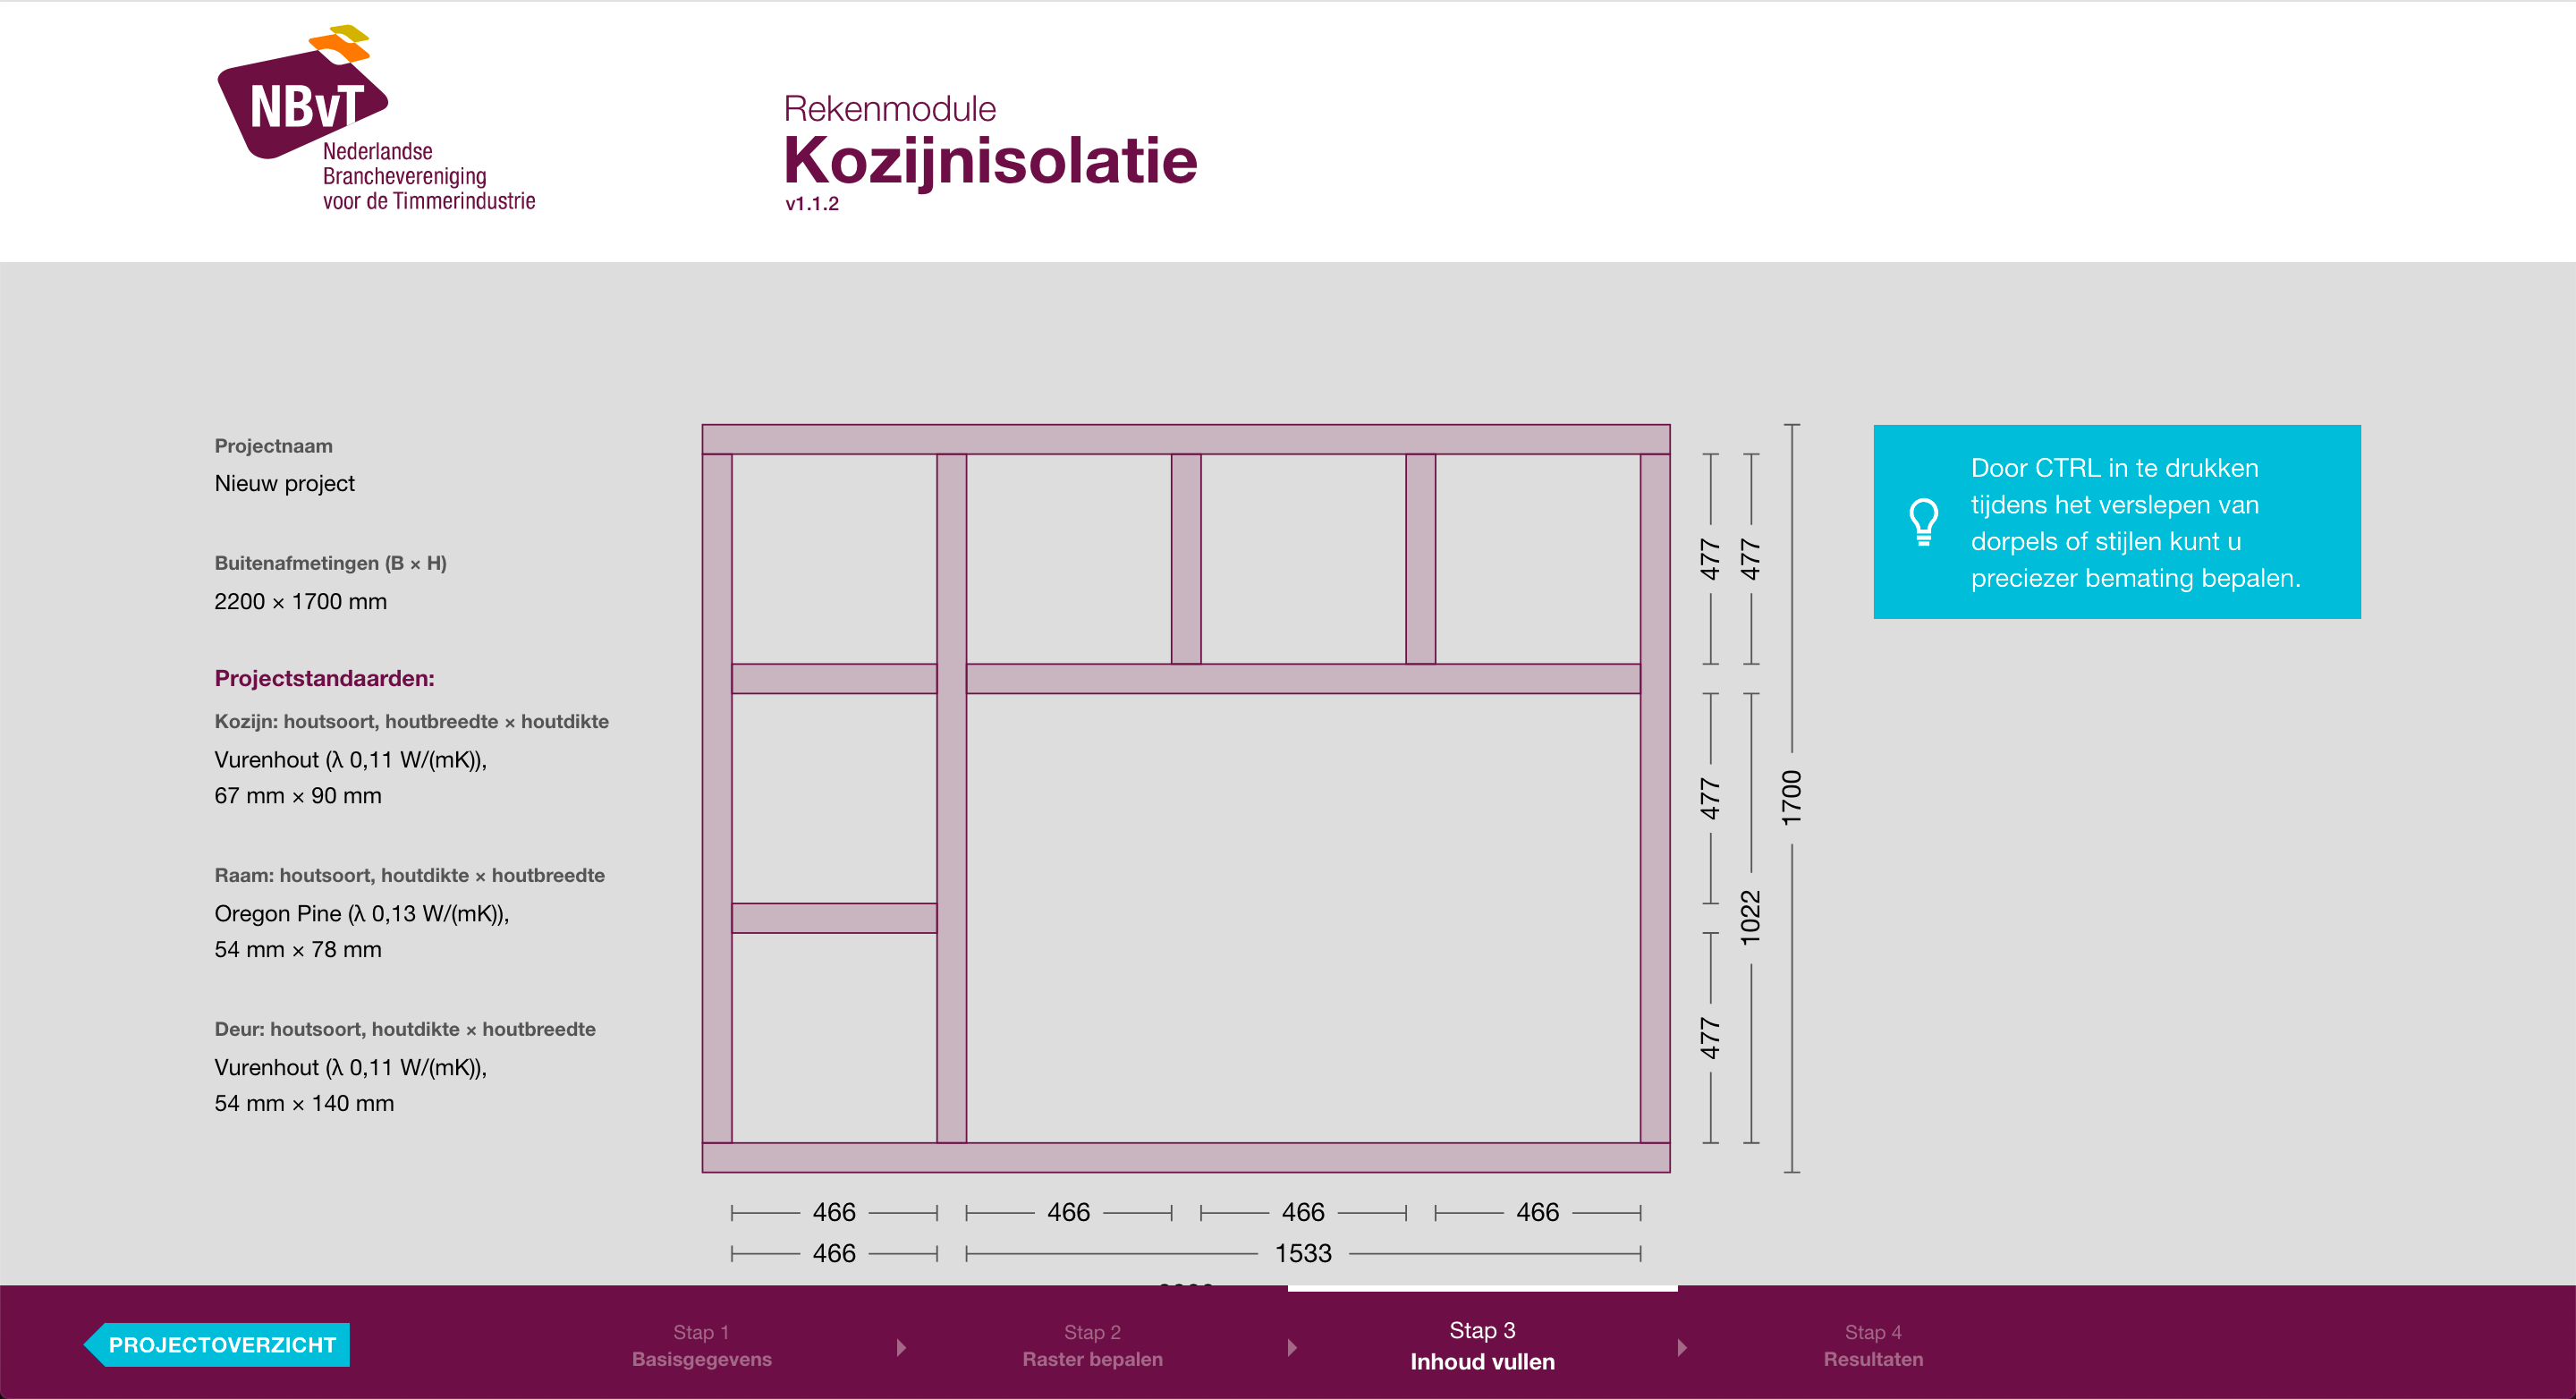 NBvT
Nederlandse
Branchevereniging
voor de Timmerindustrie
Rekenmodule
Kozijnisolatie
v1.1.2
Projectnaam
Nieuw project
Buitenafmetingen (B × H)
2200 × 1700 mm
Projectstandaarden:
Kozijn: houtsoort, houtbreedte × houtdikte
Vurenhout (λ 0,11 W/(mK)),
67 mm × 90 mm
Raam: houtsoort, houtdikte × houtbreedte
Oregon Pine (λ 0,13 W/(mK)),
54 mm × 78 mm
Deur: houtsoort, houtdikte × houtbreedte
Vurenhout (λ 0,11 W/(mK)),
54 mm × 140 mm
477 477
477
1022
1700
477
466 466 466 466
466 1533
Door CTRL in te drukken
tijdens het verslepen van
dorpels of stijlen kunt u
preciezer bemating bepalen.
PROJECTOVERZICHT
Stap 1
Basisgegevens
Stap 2
Raster bepalen
Stap 3
Inhoud vullen
Stap 4
Resultaten